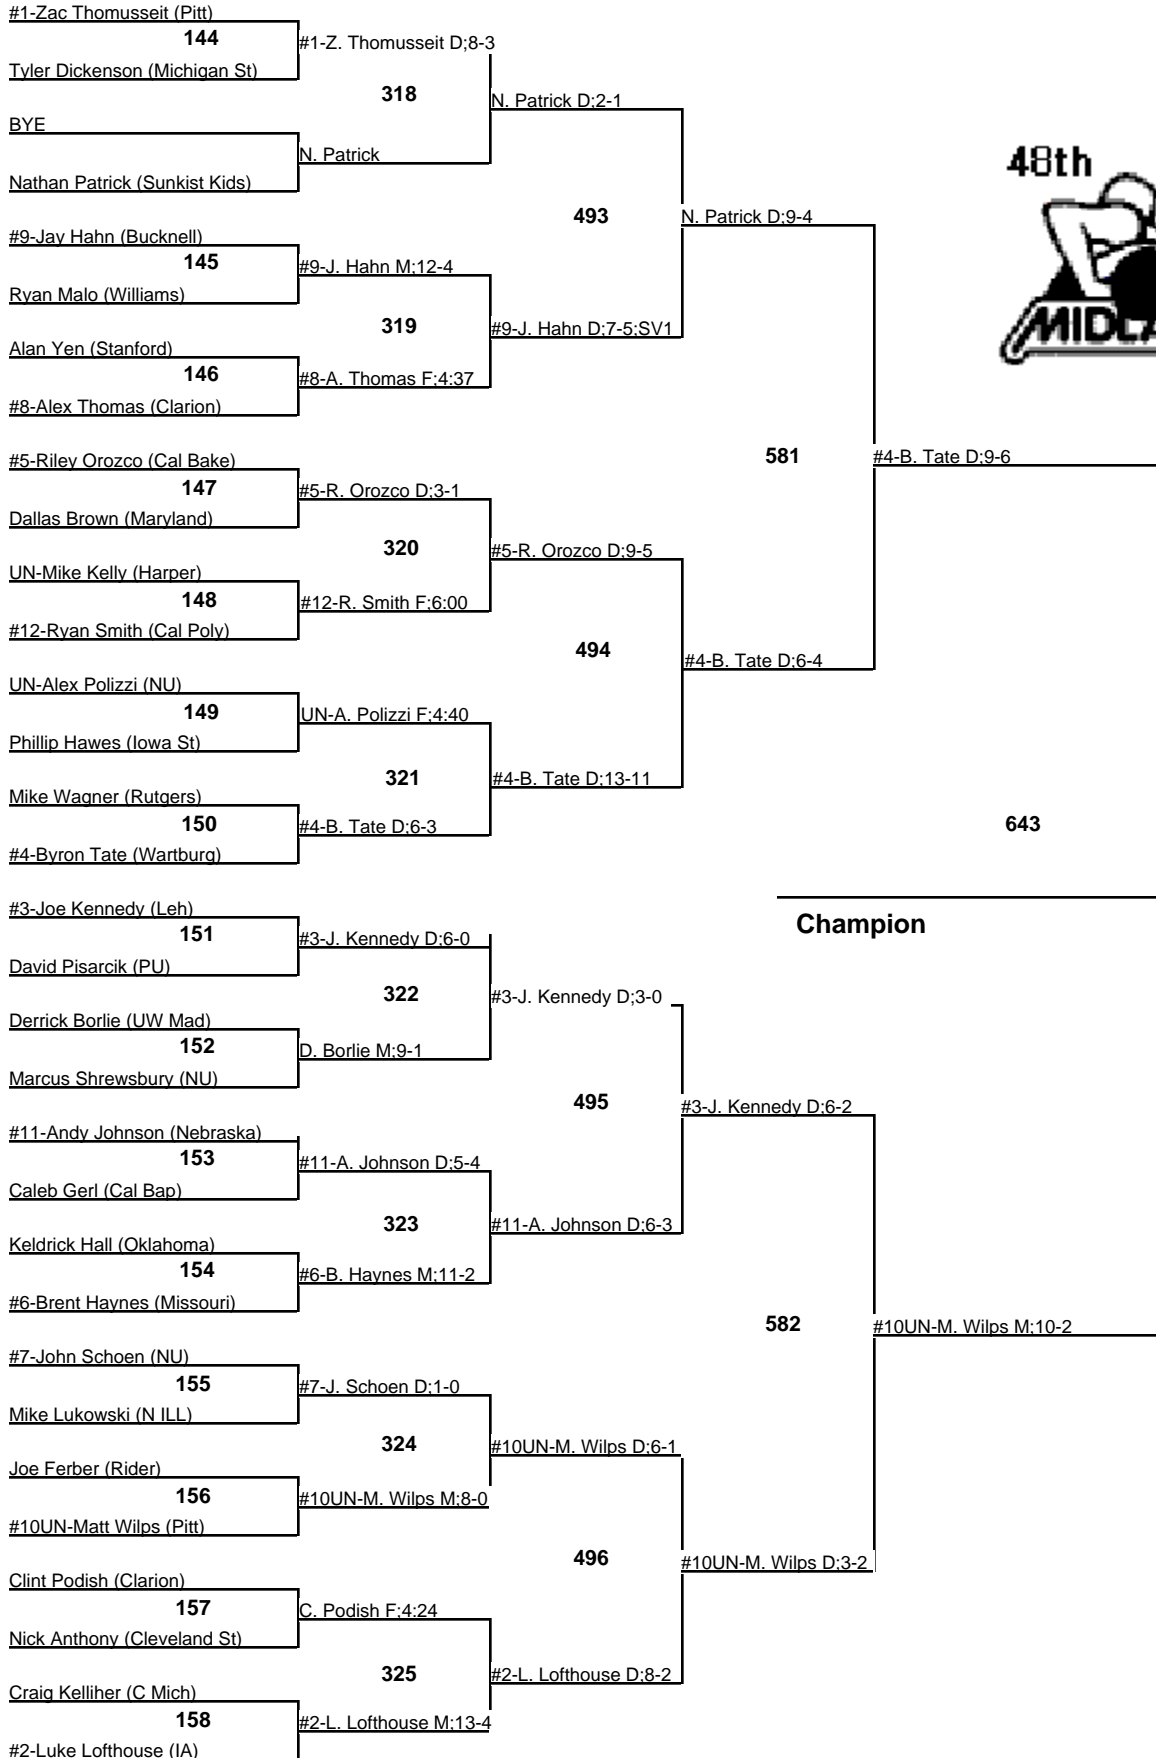 #1-Zac Thomusseit (Pitt)
144
#1-Z. Thomusseit D;8-3
Tyler Dickenson (Michigan St)
318
N. Patrick D;2-1
BYE
N. Patrick
Nathan Patrick (Sunkist Kids)
48th
493
N. Patrick D;9-4
#9-Jay Hahn (Bucknell)
145
#9-J. Hahn M;12-4
Ryan Malo (Williams)
319
#9-J. Hahn D;7-5;SV1
MIDLA
Alan Yen (Stanford)
146
#8-A. Thomas F;4:37
#8-Alex Thomas (Clarion)
581
#4-B. Tate D;9-6
#5-Riley Orozco (Cal Bake)
147
#5-R. Orozco D;3-1
Dallas Brown (Maryland)
320
#5-R. Orozco D;9-5
UN-Mike Kelly (Harper)
148
#12-R. Smith F;6:00
#12-Ryan Smith (Cal Poly)
494
#4-B. Tate D;6-4
UN-Alex Polizzi (NU)
149
UN-A. Polizzi F;4:40
Phillip Hawes (Iowa St)
321
#4-B. Tate D;13-11
Mike Wagner (Rutgers)
150
#4-B. Tate D;6-3
643
#4-Byron Tate (Wartburg)
#3-Joe Kennedy (Leh)
Champion
151
#3-J. Kennedy D;6-0
David Pisarcik (PU)
322
#3-J. Kennedy D;3-0
Derrick Borlie (UW Mad)
152
D. Borlie M;9-1
Marcus Shrewsbury (NU)
495
#3-J. Kennedy D;6-2
#11-Andy Johnson (Nebraska)
153
#11-A. Johnson D;5-4
Caleb Gerl (Cal Bap)
323
#11-A. Johnson D;6-3
Keldrick Hall (Oklahoma)
154
#6-B. Haynes M;11-2
#6-Brent Haynes (Missouri)
582
#10UN-M. Wilps M;10-2
#7-John Schoen (NU)
155
#7-J. Schoen D;1-0
Mike Lukowski (N ILL)
324
#10UN-M. Wilps D;6-1
Joe Ferber (Rider)
156
#10UN-M. Wilps M;8-0
#10UN-Matt Wilps (Pitt)
496
#10UN-M. Wilps D;3-2
Clint Podish (Clarion)
157
C. Podish F;4:24
Nick Anthony (Cleveland St)
325
#2-L. Lofthouse D;8-2
Craig Kelliher (C Mich)
158
#2-L. Lofthouse M;13-4
#2-Luke Lofthouse (IA)